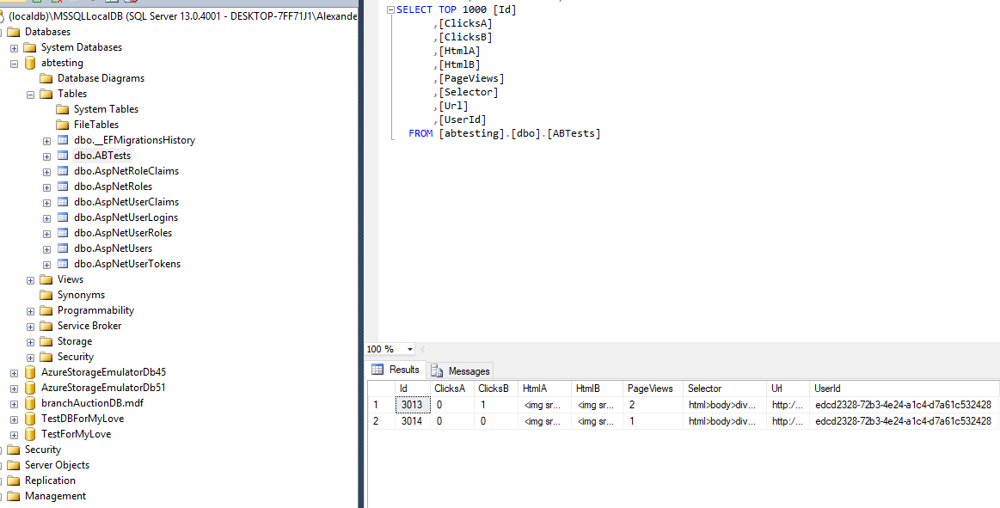 (localdb)\MSSQLLocalDB (SQL Server 13.0.4001 - DESKTOP-7FF71J1\Alexande
Databases
System Databases
abtesting
Database Diagrams
Tables
System Tables
FileTables
dbo.__EFMigrationsHistory
dbo.ABTests
dbo.AspNetRoleClaims
dbo.AspNetRoles
dbo.AspNetUserClaims
dbo.AspNetUserLogins
dbo.AspNetUserRoles
dbo.AspNetUsers
dbo.AspNetUserTokens
Views
Synonyms
Programmability
Service Broker
Storage
Security
AzureStorageEmulatorDb45
AzureStorageEmulatorDb51
branchAuctionDB.mdf
TestDBForMyLove
TestForMyLove
Security
Server Objects
Replication
Management
SELECT TOP 1000 [Id]
,[ClicksA]
,[ClicksB]
,[HtmlA]
,[HtmlB]
,[PageViews]
,[Selector]
,[Url]
,[UserId]
FROM [abtesting].[dbo].[ABTests]
100 %
Results Messages
Id ClicksA ClicksB HtmlA HtmlB PageViews Selector Url UserId
1 3013 0 1 <img sr... <img sr... 2 html>body>div... http:/... edcd2328-72b3-4e24-a1c4-d7a61c532428
2 3014 0 0 <img sr... <img sr... 1 html>body>div... http:/... edcd2328-72b3-4e24-a1c4-d7a61c532428